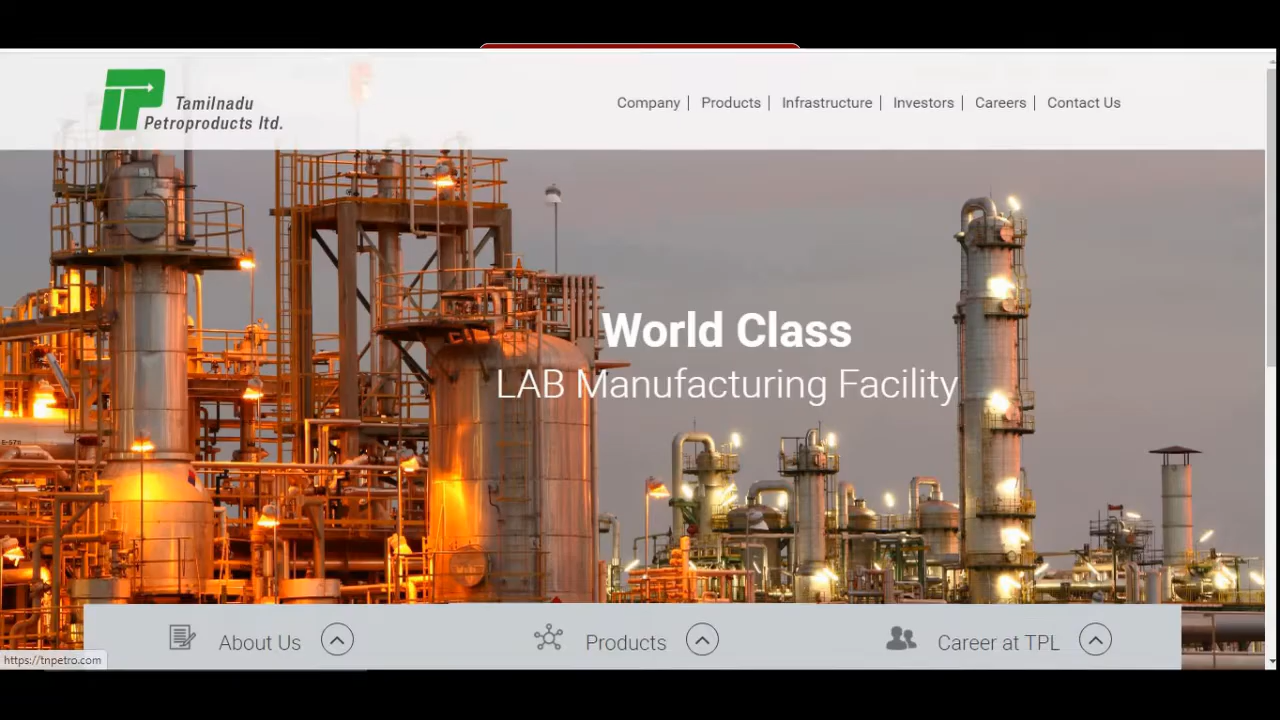 Tamilnadu
Petroproducts ltd.
Company | Products | Infrastructure | Investors | Careers | Contact Us
World Class
LAB Manufacturing Facility
E-5711
About Us
Products
Career at TPL
https://tnpetro.com